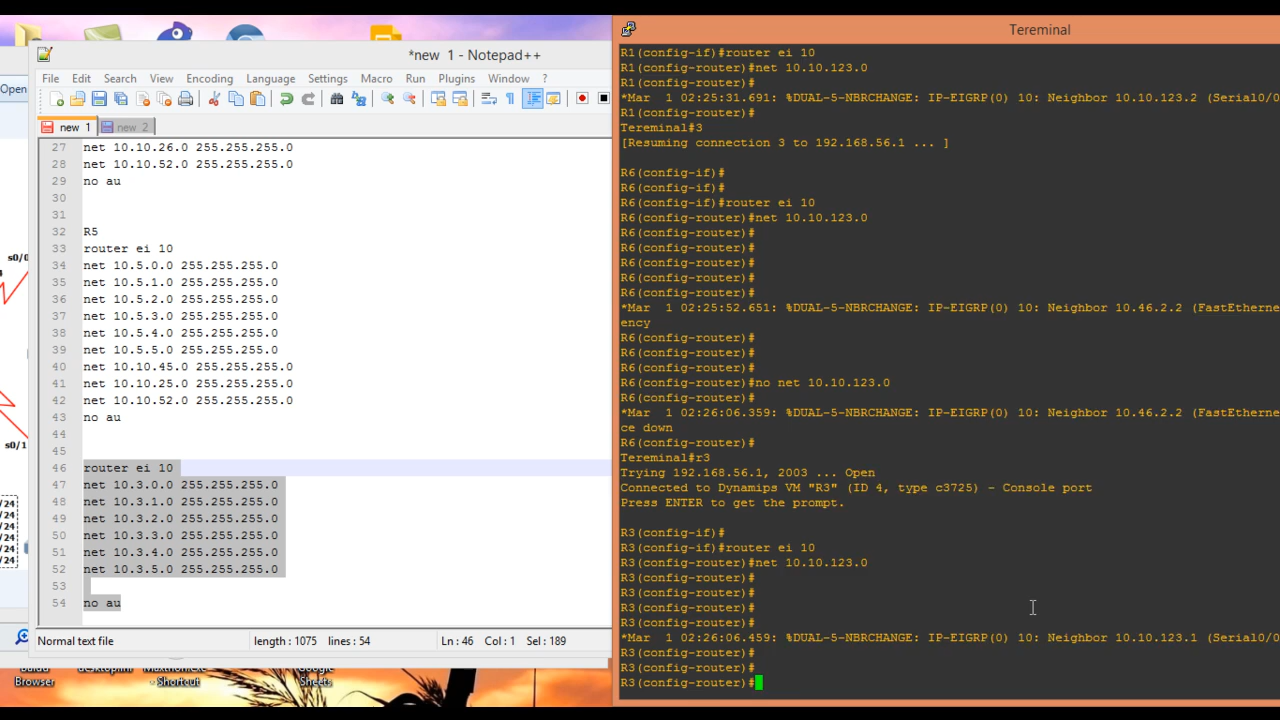 *new 1 - Notepad++
File Edit Search View Encoding Language Settings Macro Run Plugins Window ?
new 1
new 2
27 net 10.10.26.0 255.255.255.0
28 net 10.10.52.0 255.255.255.0
29 no au
30
31
32 R5
33 router ei 10
34 net 10.5.0.0 255.255.255.0
35 net 10.5.1.0 255.255.255.0
36 net 10.5.2.0 255.255.255.0
37 net 10.5.3.0 255.255.255.0
38 net 10.5.4.0 255.255.255.0
39 net 10.5.5.0 255.255.255.0
40 net 10.10.45.0 255.255.255.0
41 net 10.10.25.0 255.255.255.0
42 net 10.10.52.0 255.255.255.0
43 no au
44
45
46 router ei 10
47 net 10.3.0.0 255.255.255.0
48 net 10.3.1.0 255.255.255.0
49 net 10.3.2.0 255.255.255.0
50 net 10.3.3.0 255.255.255.0
51 net 10.3.4.0 255.255.255.0
52 net 10.3.5.0 255.255.255.0
53
54 no au
Normal text file length : 1075 lines : 54 Ln : 46 Col : 1 Sel : 189
Open
s0/0
s0/1
/24
/24
/24
/24
/24
Browser
desktop.ini
Maxthon.exe
- Shortcut
Google
Sheets
Tereminal
R1(config-if)#router ei 10
R1(config-router)#net 10.10.123.0
R1(config-router)#
*Mar 1 02:25:31.691: %DUAL-5-NBRCHANGE: IP-EIGRP(0) 10: Neighbor 10.10.123.2 (Serial0/0
R1(config-router)#
Tereminal#3
[Resuming connection 3 to 192.168.56.1 ... ]
R6(config-if)#
R6(config-if)#
R6(config-if)#router ei 10
R6(config-router)#net 10.10.123.0
R6(config-router)#
R6(config-router)#
R6(config-router)#
R6(config-router)#
R6(config-router)#
*Mar 1 02:25:52.651: %DUAL-5-NBRCHANGE: IP-EIGRP(0) 10: Neighbor 10.46.2.2 (FastEtherne
ency
R6(config-router)#
R6(config-router)#
R6(config-router)#
R6(config-router)#no net 10.10.123.0
R6(config-router)#
*Mar 1 02:26:06.359: %DUAL-5-NBRCHANGE: IP-EIGRP(0) 10: Neighbor 10.46.2.2 (FastEtherne
ce down
R6(config-router)#
Tereminal#r3
Trying 192.168.56.1, 2003 ... Open
Connected to Dynamips VM "R3" (ID 4, type c3725) - Console port
Press ENTER to get the prompt.
R3(config-if)#
R3(config-if)#router ei 10
R3(config-router)#net 10.10.123.0
R3(config-router)#
R3(config-router)#
R3(config-router)#
R3(config-router)#
*Mar 1 02:26:06.459: %DUAL-5-NBRCHANGE: IP-EIGRP(0) 10: Neighbor 10.10.123.1 (Serial0/0
R3(config-router)#
R3(config-router)#
R3(config-router)#